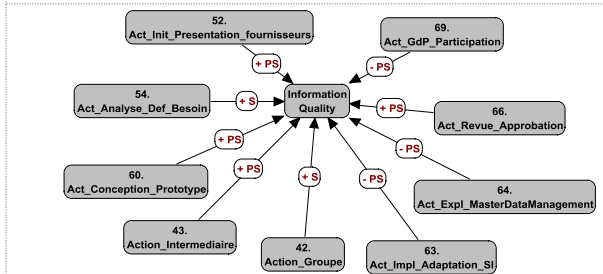 52.
Act_Init_Presentation_fournisseurs
69.
Act_GdP_Participation
+ PS
- PS
54.
Act_Analyse_Def_Besoin
+ S
Information
Quality
+ PS
66.
Act_Revue_Approbation
+ PS
- PS
60.
Act_Conception_Prototype
+ PS
+ S
- PS
64.
Act_Expl_MasterDataManagement
43.
Action_Intermediaire
42.
Action_Groupe
63.
Act_Impl_Adaptation_SI